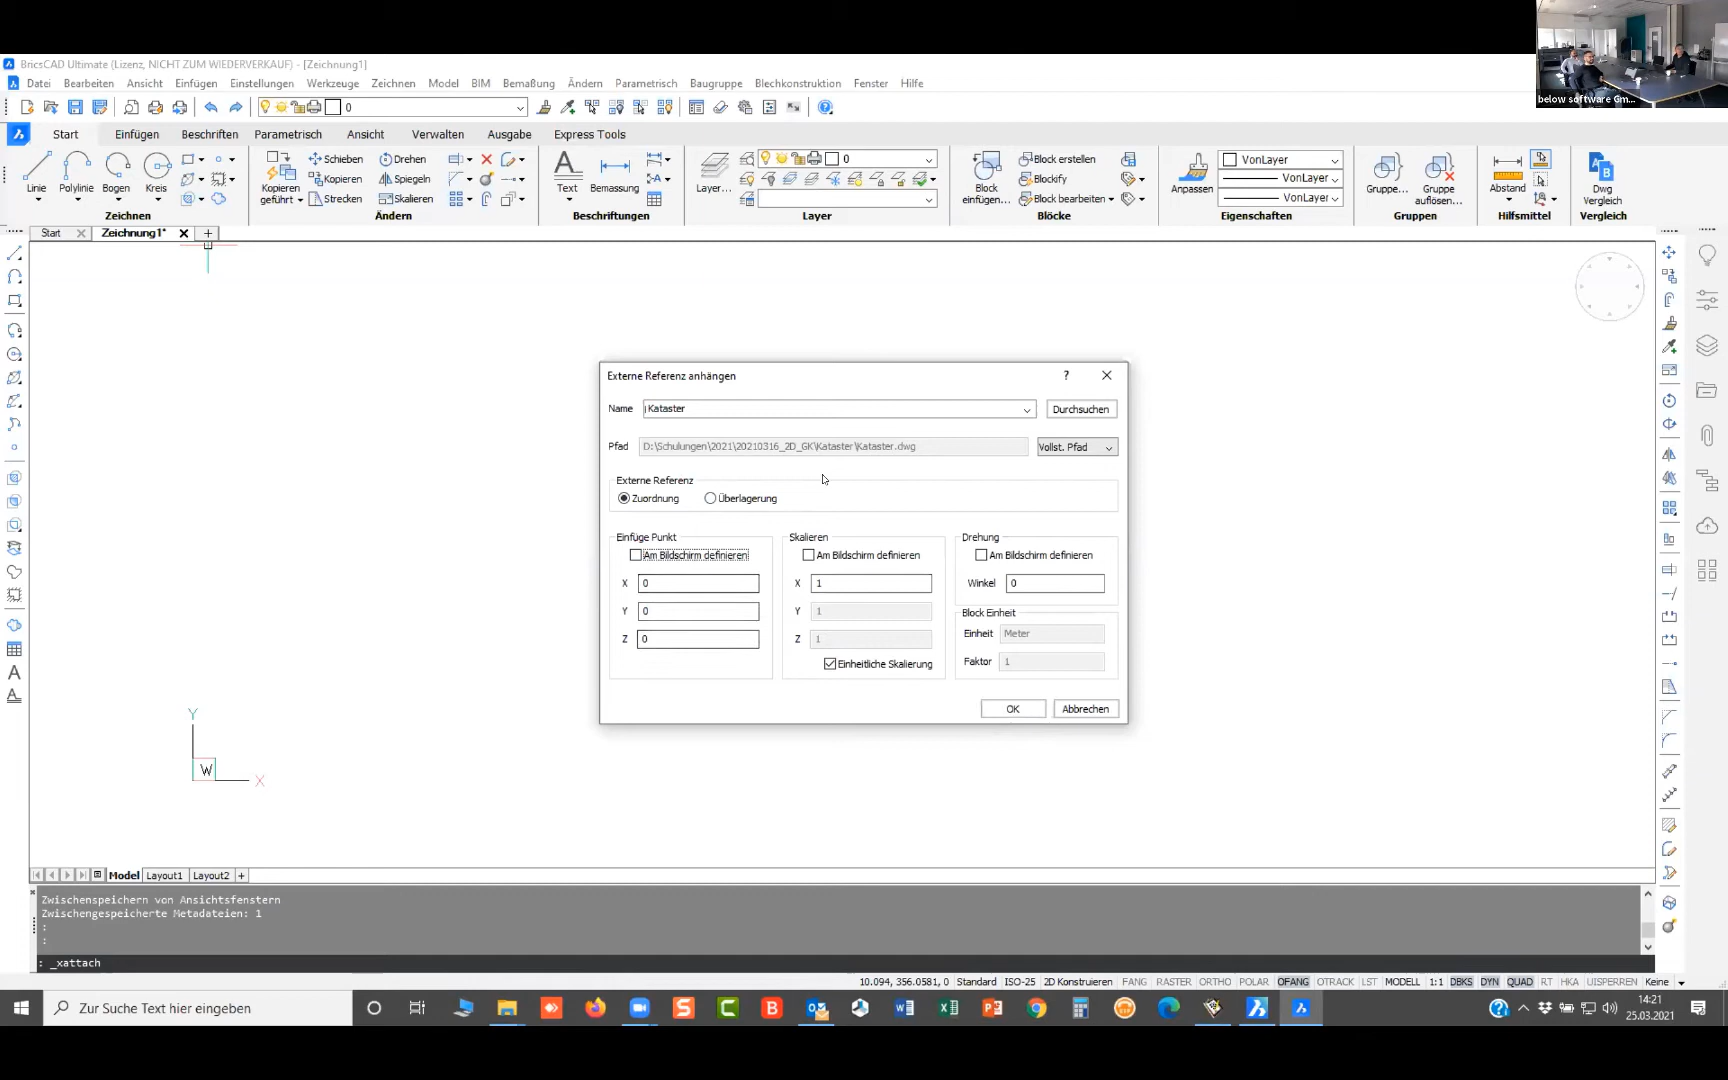 below software Gm...
BricsCAD Ultimate (Lizenz, NICHT ZUM WIEDERVERKAUF) - [Zeichnung1]
Datei Bearbeiten Ansicht Einfügen Einstellungen Werkzeuge Zeichnen Model BIM Bemaßung Ändern Parametrisch Baugruppe Blechkonstruktion Fenster Hilfe
0
Start Einfügen Beschriften Parametrisch Ansicht Verwalten Ausgabe Express Tools
Linie Polylinie Bogen Kreis
Zeichnen
Kopieren geführt
Schieben Drehen
Kopieren Spiegeln
Strecken Skalieren
Ändern
Text Bemassung
Beschriftungen
Layer...
0
Layer
Block einfügen...
Block erstellen
Blockify
Block bearbeiten
Blöcke
Anpassen
VonLayer
VonLayer
VonLayer
Eigenschaften
Gruppe... Gruppe auflösen...
Gruppen
Abstand
Hilfsmittel
Dwg Vergleich
Vergleich
Start Zeichnung1* +
Externe Referenz anhängen ?
Name Kataster Durchsuchen
Pfad D:\Schulungen\2021\20210316_2D_GK\Kataster\Kataster.dwg Vollst. Pfad
Externe Referenz
Zuordnung Überlagerung
Einfüge Punkt Skalieren Drehung
Am Bildschirm definieren Am Bildschirm definieren Am Bildschirm definieren
X 0 X 1 Winkel 0
Y 0 Y 1 Block Einheit
Einheit Meter
Z 0 Z 1
Einheitliche Skalierung Faktor 1
OK Abbrechen
Y
W X
A
A
Model Layout1 Layout2 +
Zwischenspeichern von Ansichtsfenstern
Zwischengespeicherte Metadateien: 1
:
:
: _xattach
10.094, 356.0581, 0 Standard ISO-25 2D Konstruieren FANG RASTER ORTHO POLAR OFANG OTRACK LST MODELL 1:1 DBKS DYN QUAD RT HKA UISPERREN Keine
Zur Suche Text hier eingeben
14:21
25.03.2021